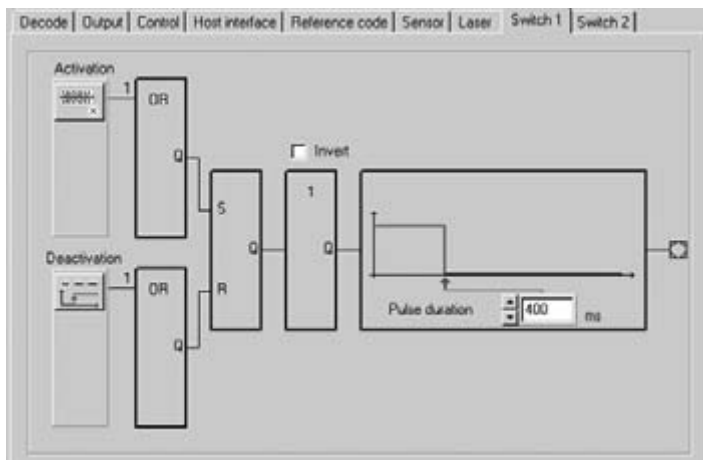 Decode Output Control Host interface Reference code Sensor Laser Switch 1 Switch 2
Activation
1
OR
Q
Invert
S
1
Q
Q
Deactivation
1
OR
R
Q
Pulse duration 400 ms